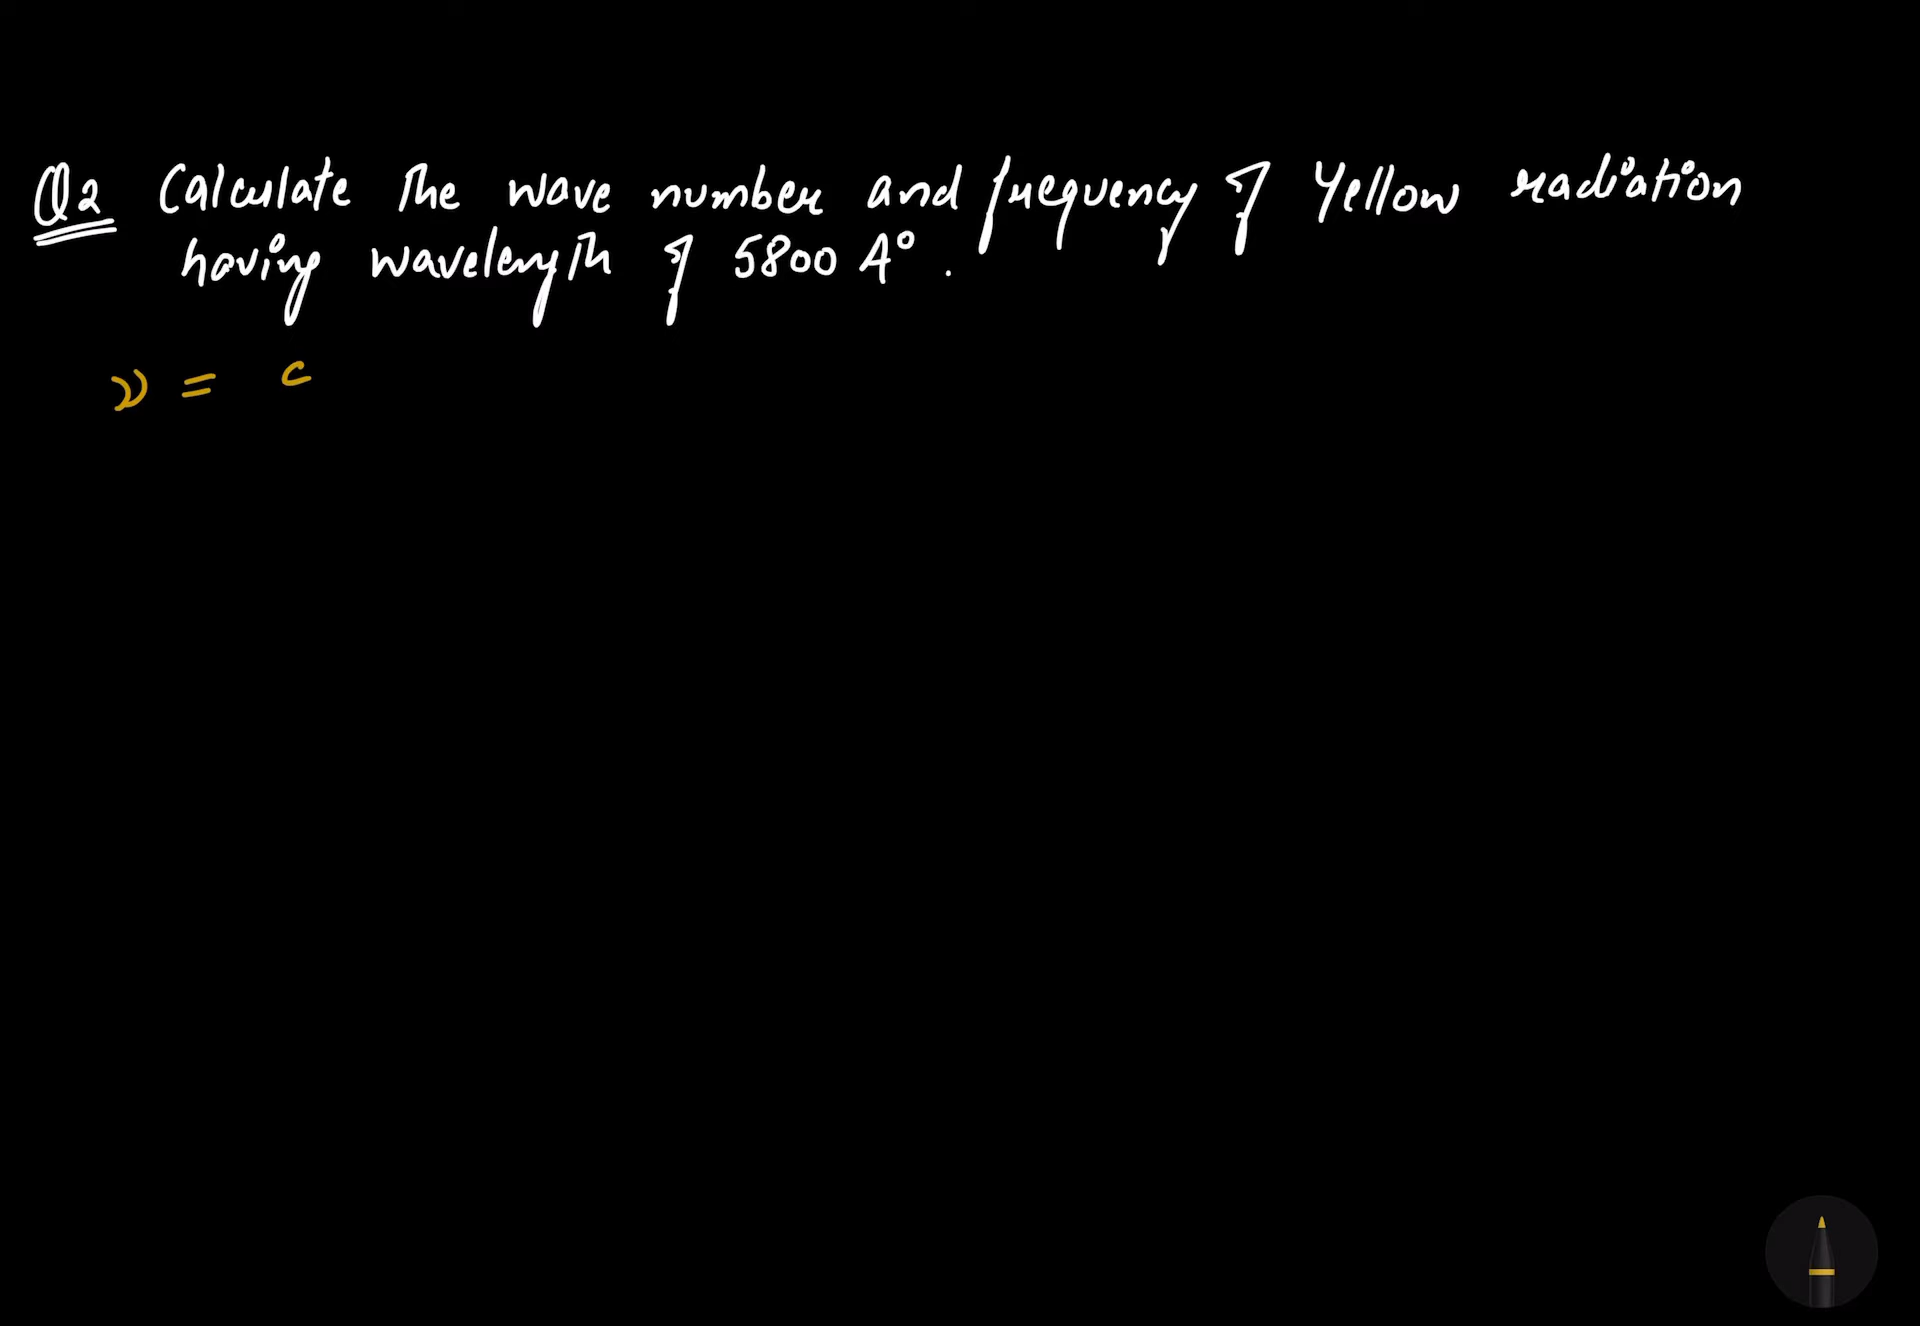 Q2 Calculate the wave number and frequency of Yellow radiation
having wavelength of 5800 A° .
ν = c